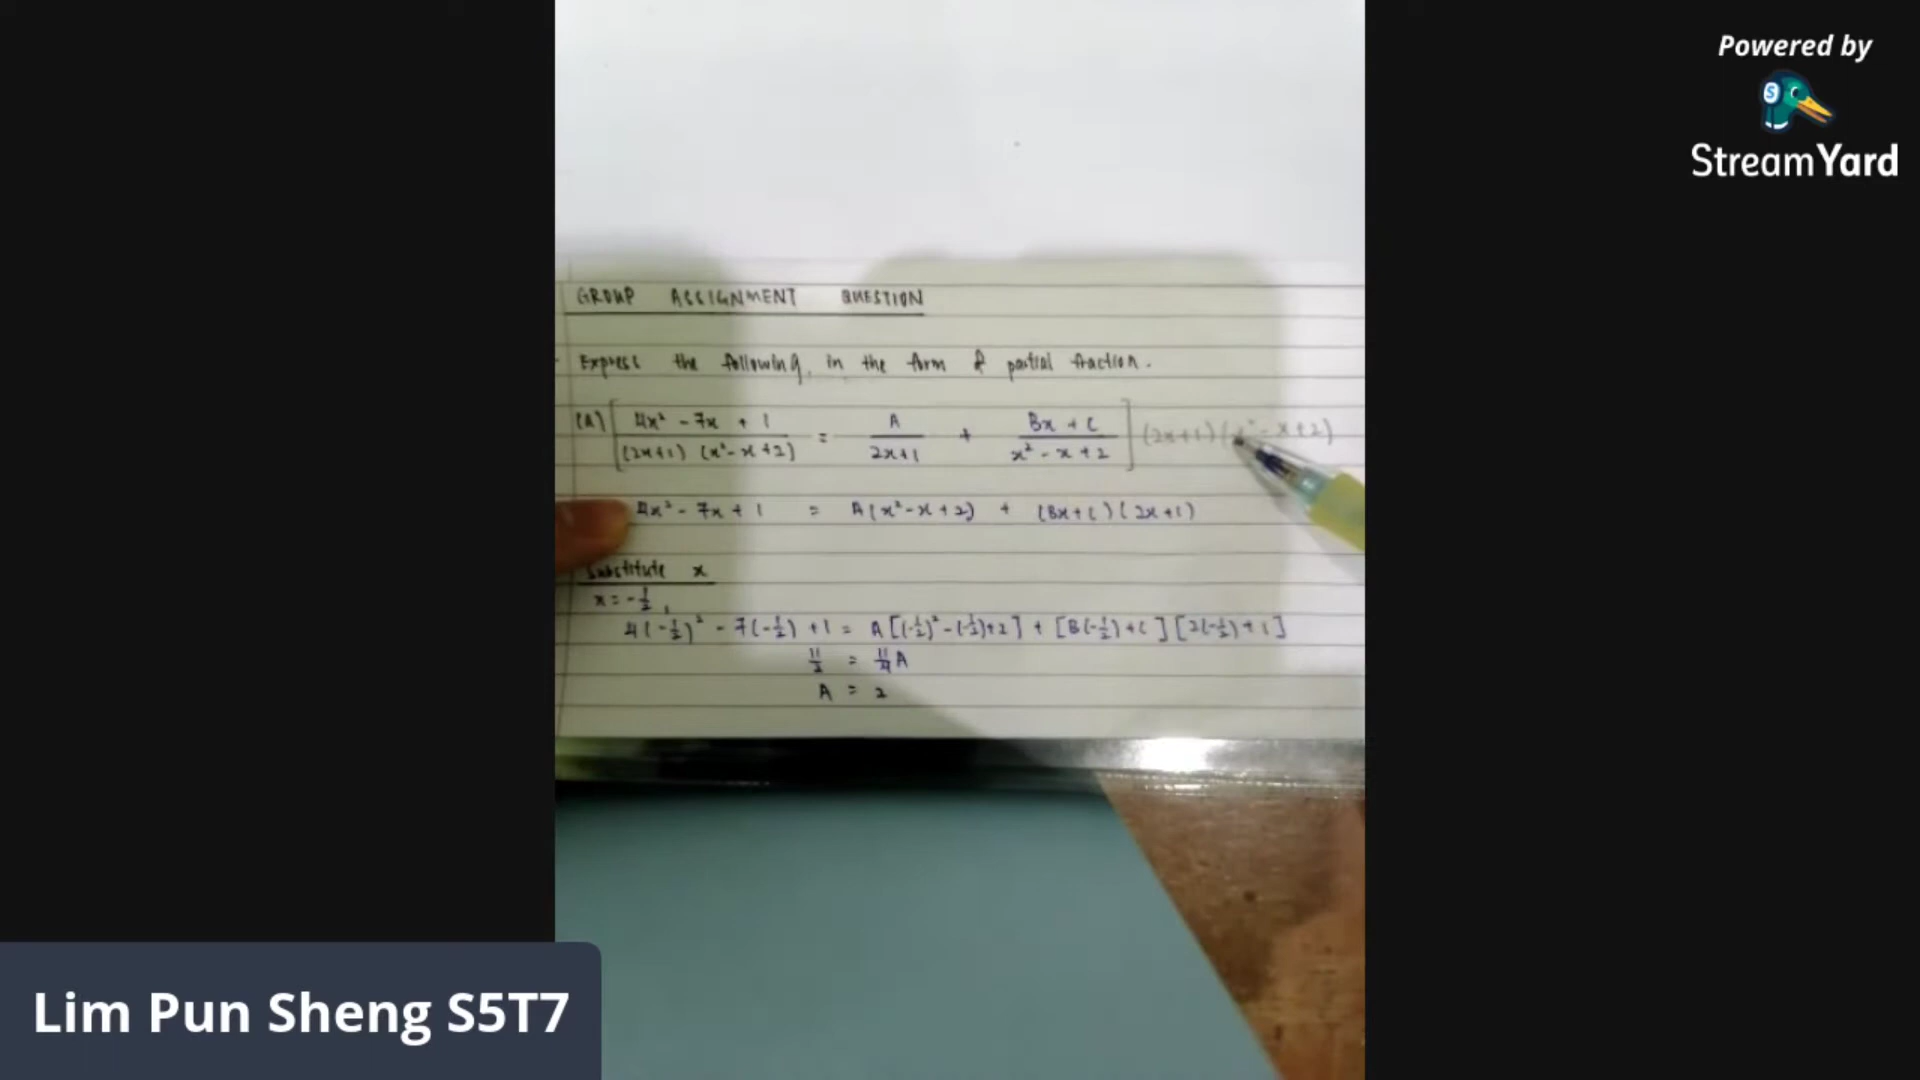 Powered by
StreamYard
GROUP ASSIGNMENT QUESTION
Express the following, in the form of partial fraction.
(A) [ 4x² - 7x + 1 / (2x+1) (x²-x+2) = A / 2x+1 + Bx + C / x² - x + 2 ] (2x+1) (x² - x + 2)
4x² - 7x + 1 = A(x²-x+2) + (Bx+C)(2x+1)
Substitute x
x = -1/2,
4(-1/2)² - 7(-1/2) + 1 = A[(-1/2)² - (-1/2)+2] + [B(-1/2)+C][2(-1/2)+1]
11/2 = 11/4 A
A = 2
Lim Pun Sheng S5T7